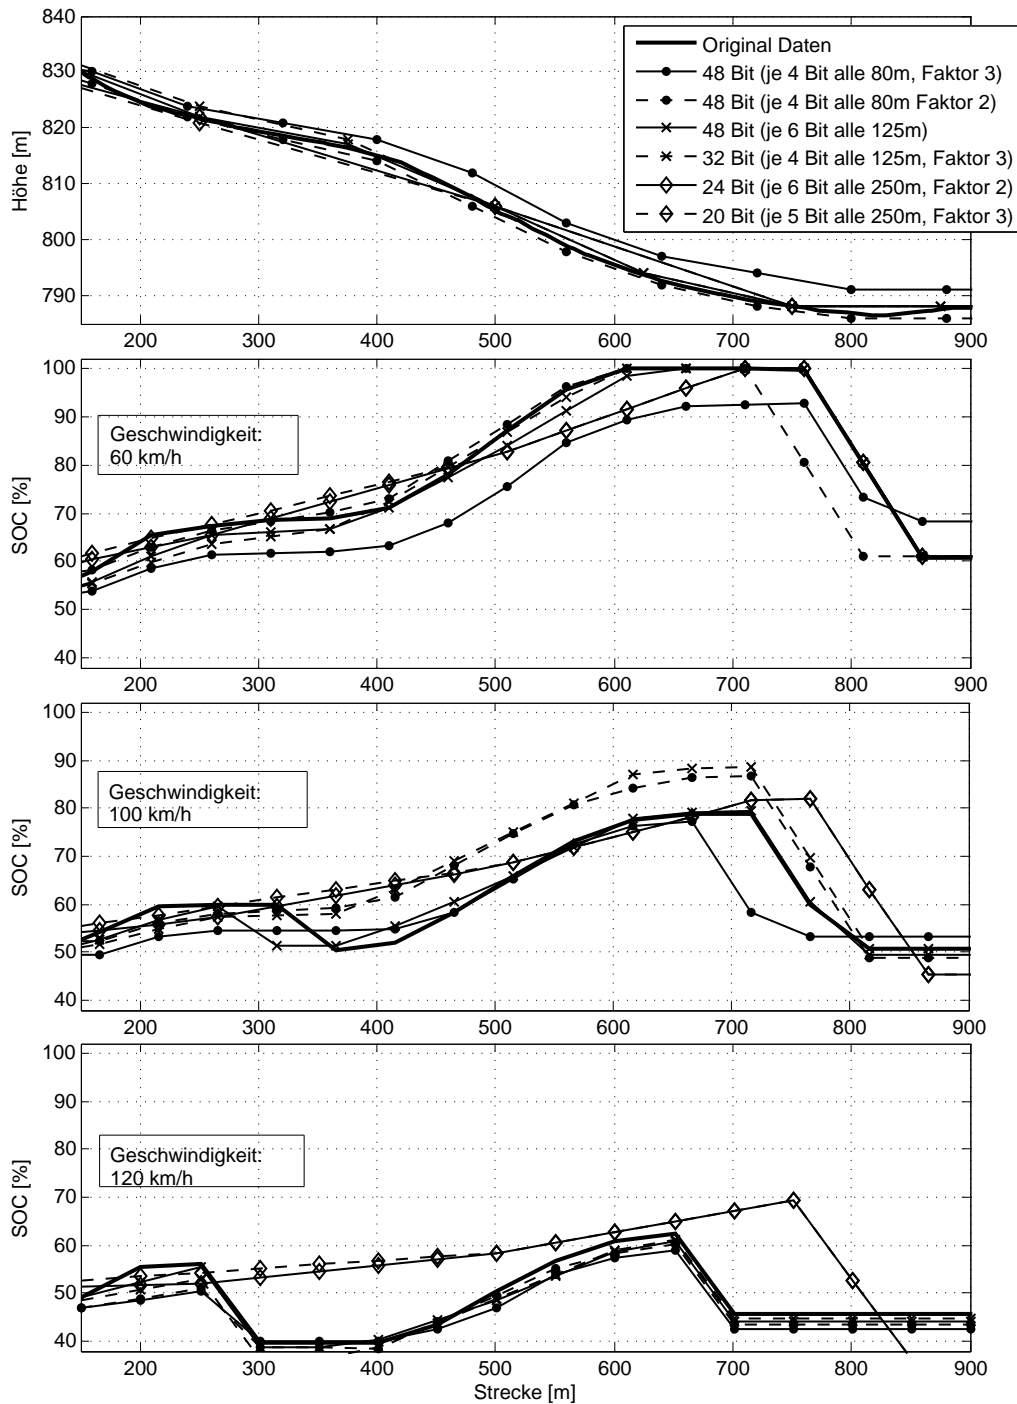 840
830
820
810
800
790
Höhe [m]
Original Daten
48 Bit (je 4 Bit alle 80m, Faktor 3)
48 Bit (je 4 Bit alle 80m Faktor 2)
48 Bit (je 6 Bit alle 125m)
32 Bit (je 4 Bit alle 125m, Faktor 3)
24 Bit (je 6 Bit alle 250m, Faktor 2)
20 Bit (je 5 Bit alle 250m, Faktor 3)
200 300 400 500 600 700 800 900
100
90
80
70
60
50
40
SOC [%]
Geschwindigkeit:
60 km/h
200 300 400 500 600 700 800 900
100
90
80
70
60
50
40
SOC [%]
Geschwindigkeit:
100 km/h
200 300 400 500 600 700 800 900
100
90
80
70
60
50
40
SOC [%]
Geschwindigkeit:
120 km/h
200 300 400 500 600 700 800 900
Strecke [m]